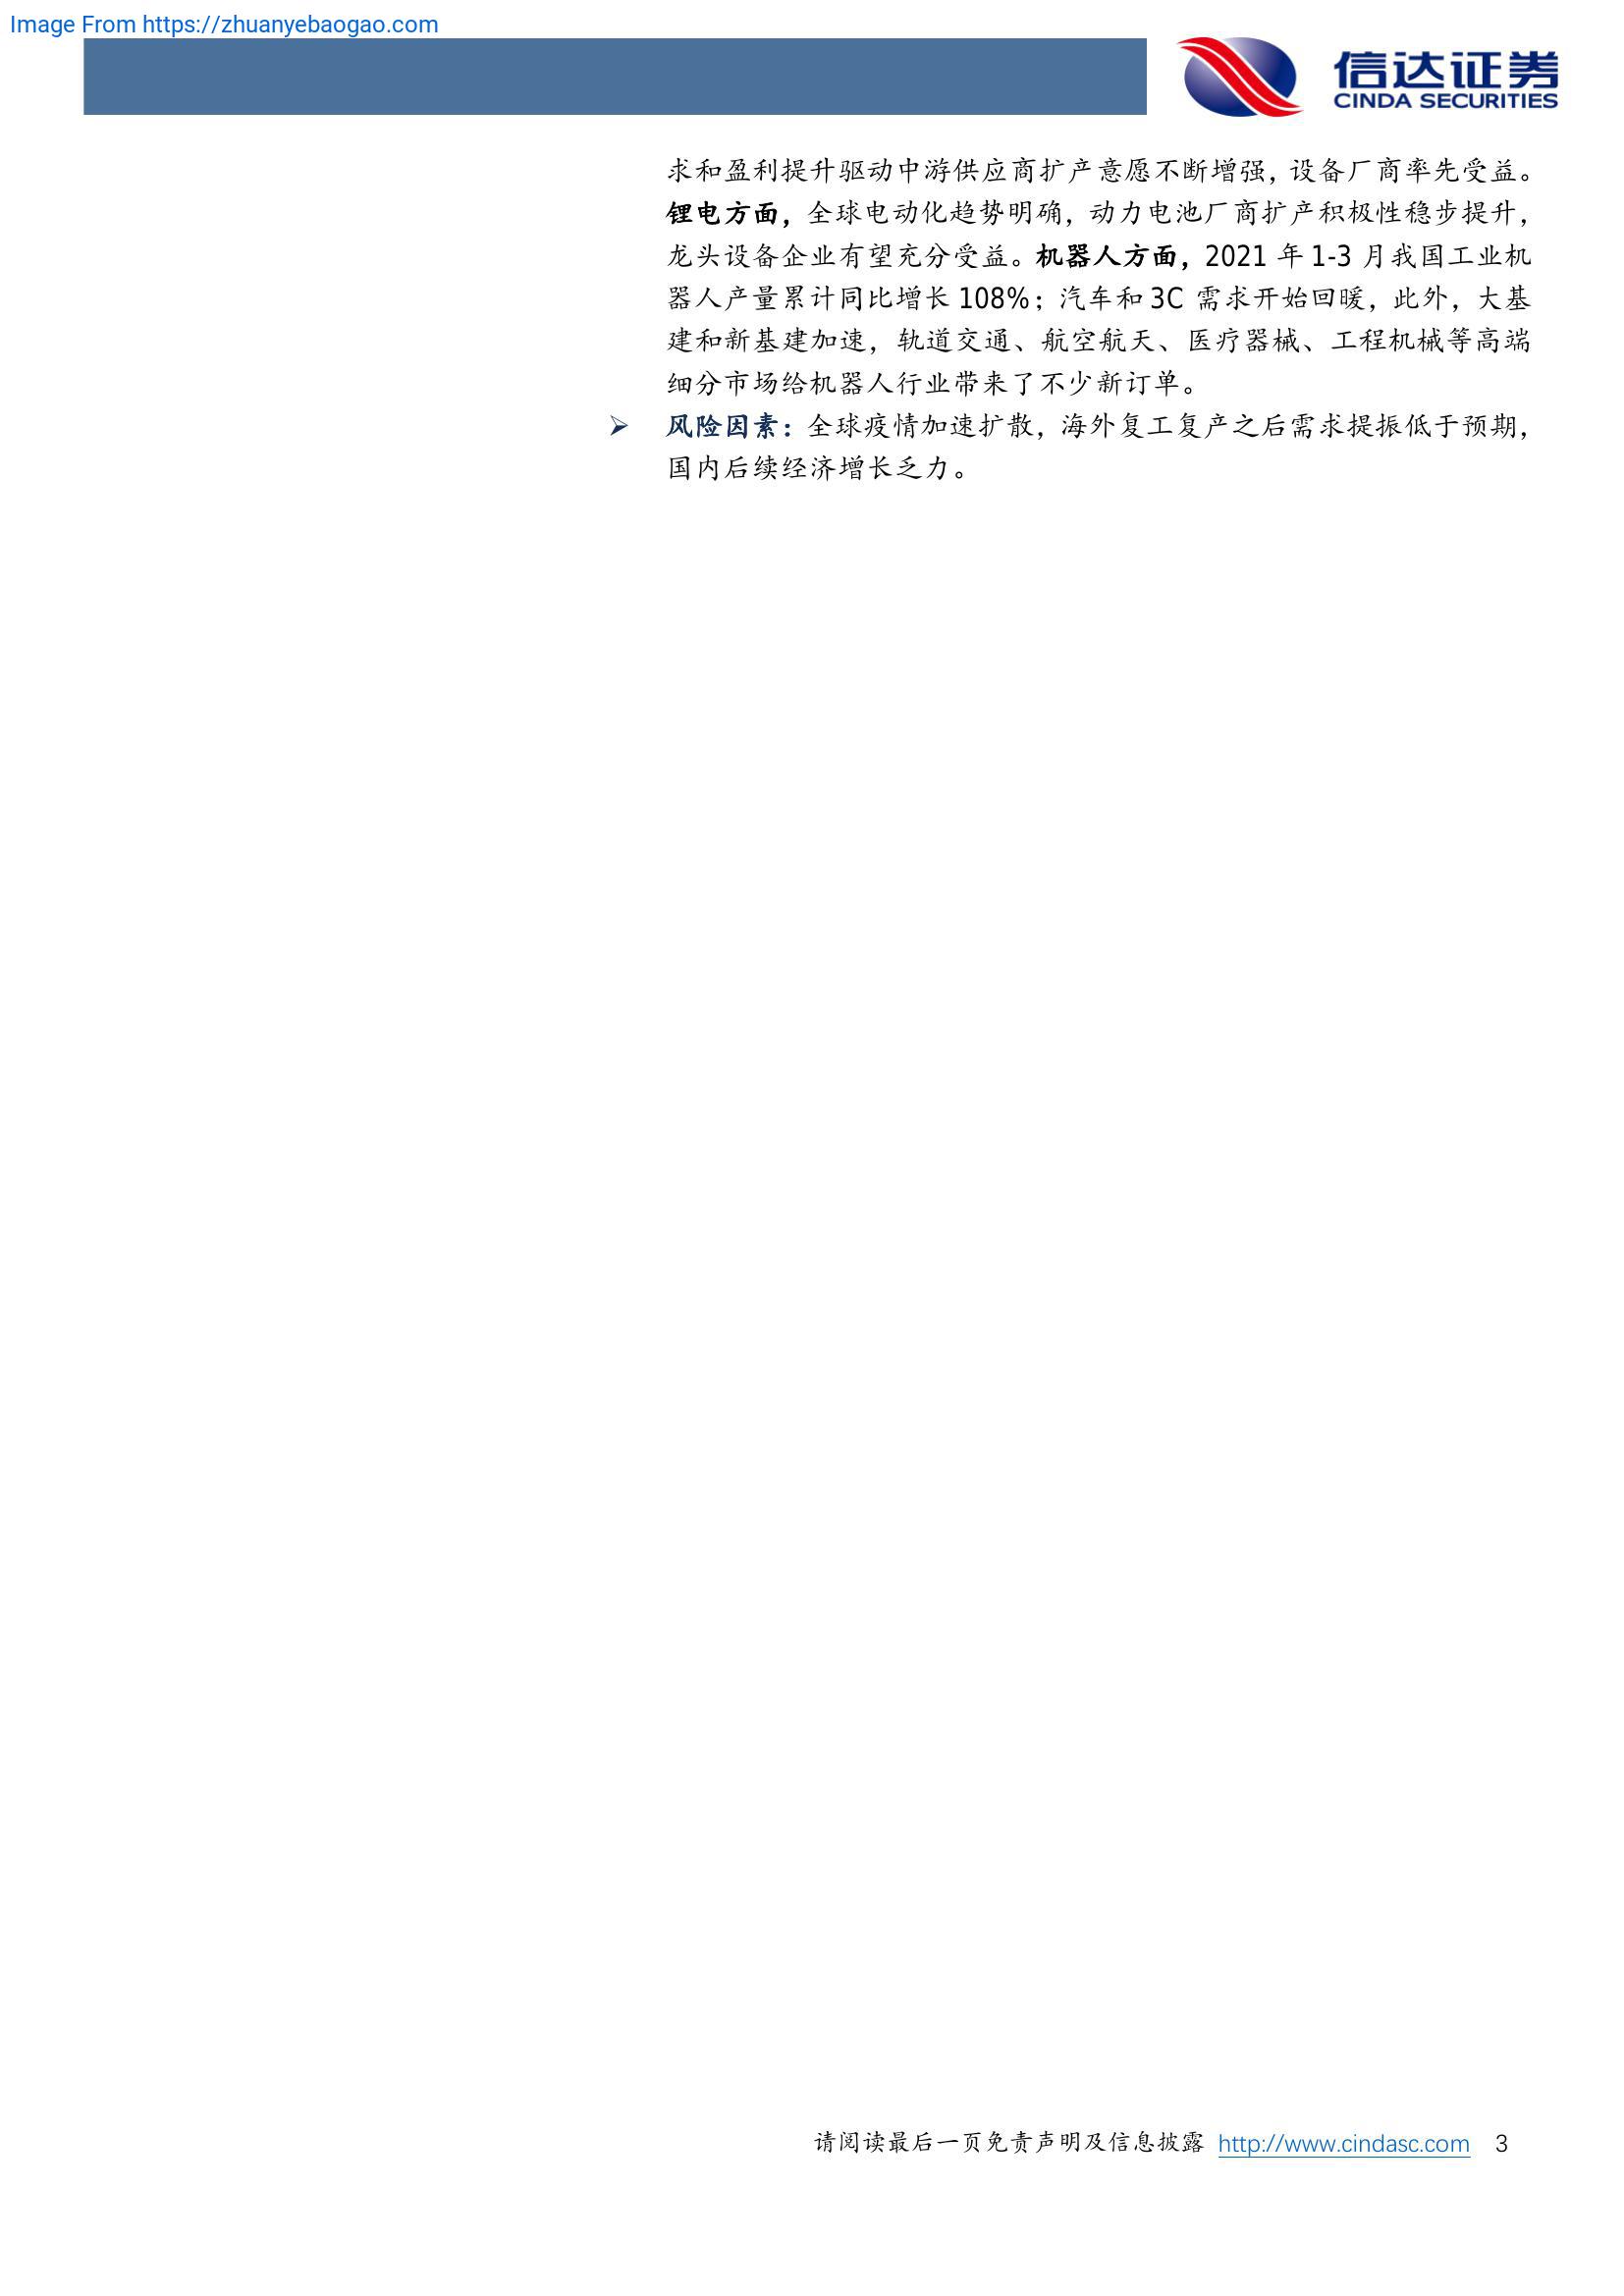 Image From https://zhuanyebaogao.com
信达证券
CINDA SECURITIES
求和盈利提升驱动中游供应商扩产意愿不断增强，设备厂商率先受益。
锂电方面，全球电动化趋势明确，动力电池厂商扩产积极性稳步提升，
龙头设备企业有望充分受益。机器人方面，2021 年 1-3 月我国工业机
器人产量累计同比增长 108%；汽车和 3C 需求开始回暖，此外，大基
建和新基建加速，轨道交通、航空航天、医疗器械、工程机械等高端
细分市场给机器人行业带来了不少新订单。
➢ 风险因素：全球疫情加速扩散，海外复工复产之后需求提振低于预期，
国内后续经济增长乏力。
请阅读最后一页免责声明及信息披露 http://www.cindasc.com 3